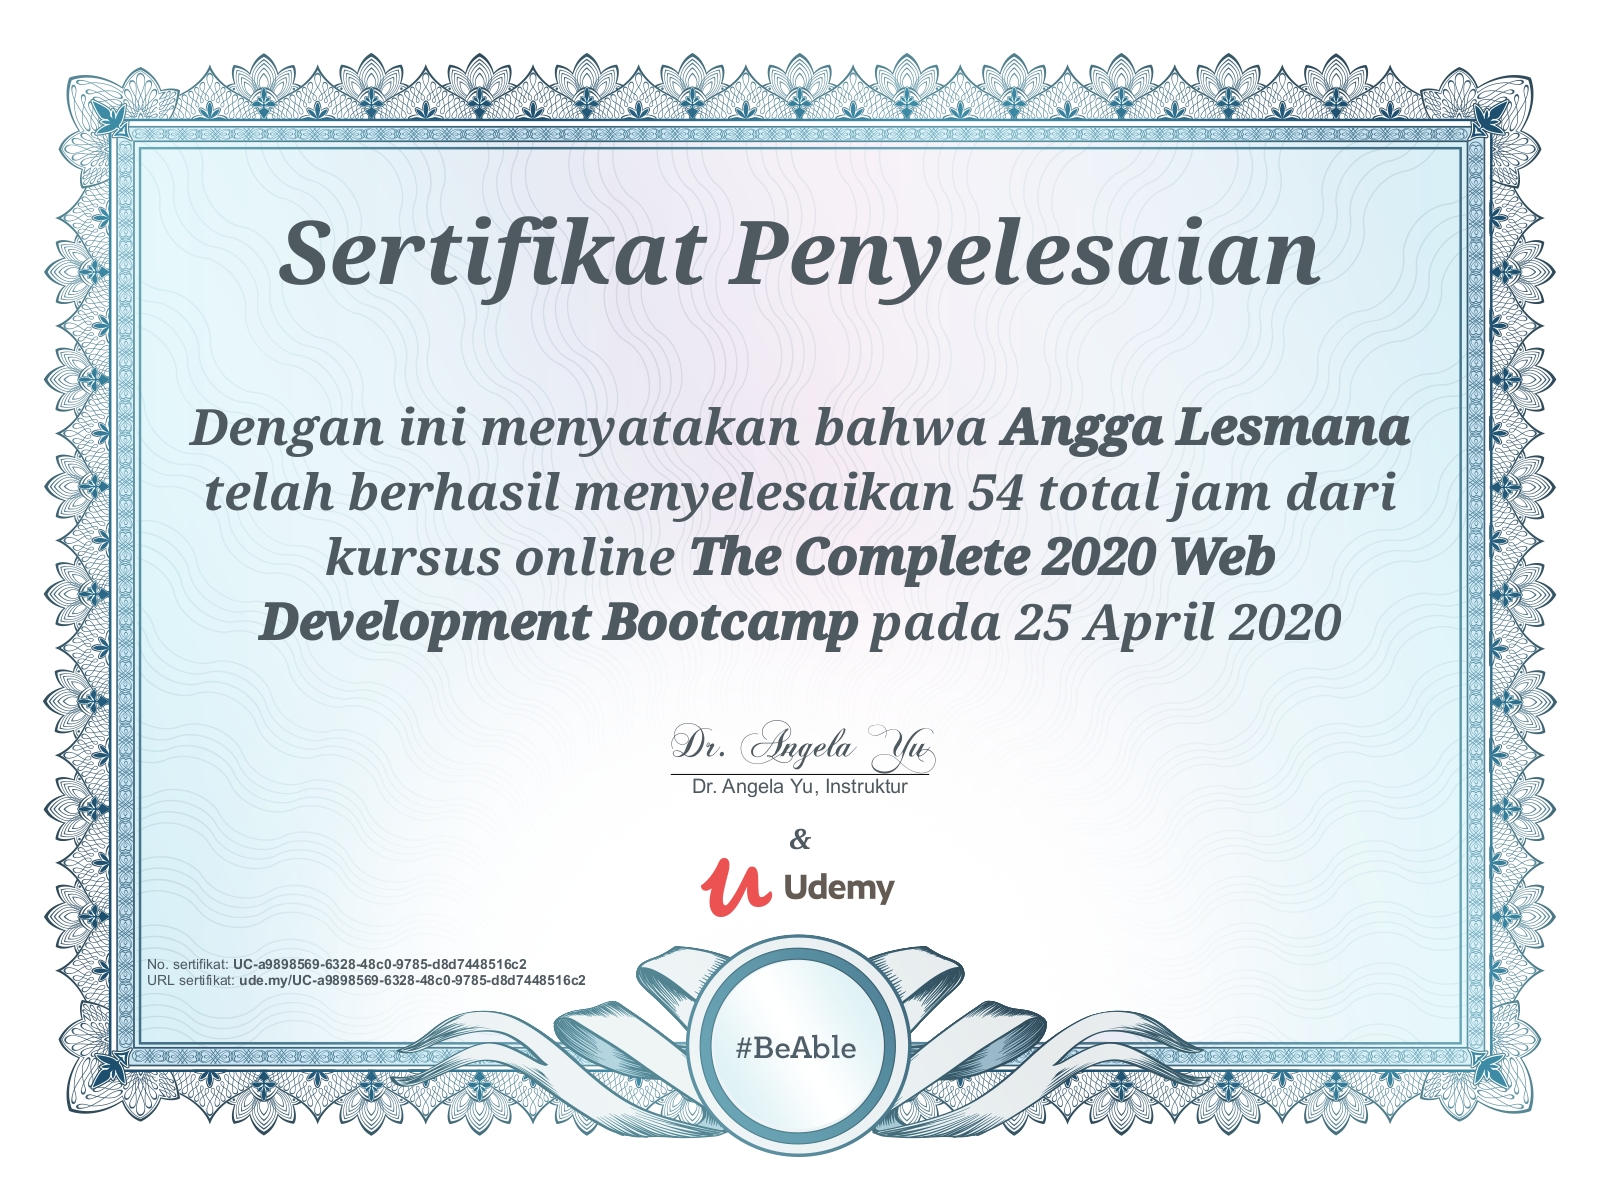 Sertifikat Penyelesaian
Dengan ini menyatakan bahwa Angga Lesmana
telah berhasil menyelesaikan 54 total jam dari
kursus online The Complete 2020 Web
Development Bootcamp pada 25 April 2020
Dr. Angela Yu
Dr. Angela Yu, Instruktur
&
Udemy
No. sertifikat: UC-a9898569-6328-48c0-9785-d8d7448516c2
URL sertifikat: ude.my/UC-a9898569-6328-48c0-9785-d8d7448516c2
#BeAble